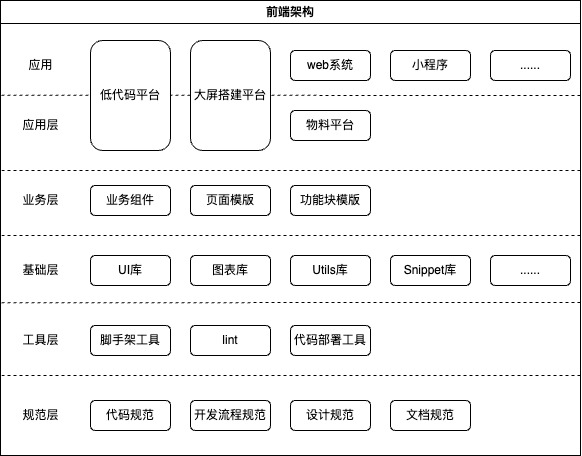 前端架构
应用
低代码平台
大屏搭建平台
web系统
小程序
......
应用层
物料平台
业务层
业务组件
页面模版
功能块模版
基础层
UI库
图表库
Utils库
Snippet库
......
工具层
脚手架工具
lint
代码部署工具
规范层
代码规范
开发流程规范
设计规范
文档规范